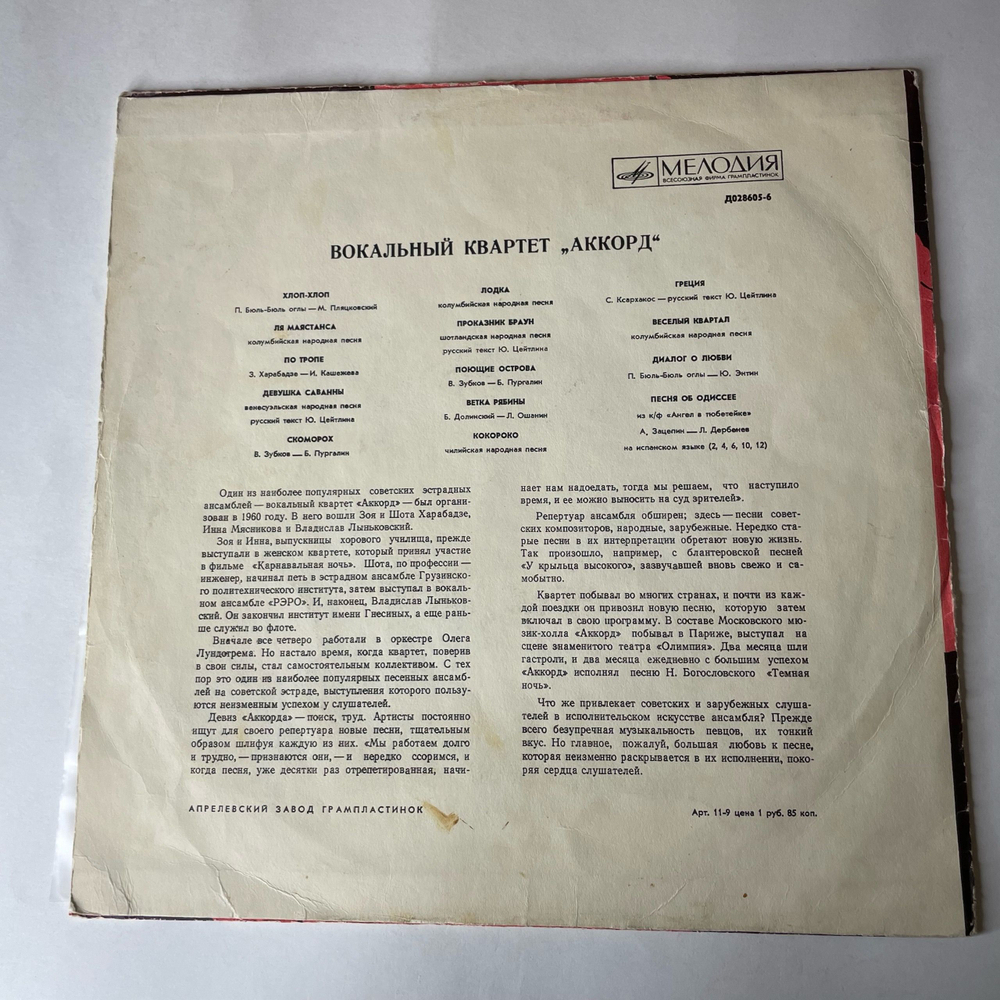 МЕЛОДИЯ
ВСЕСОЮЗНАЯ ФИРМА ГРАМПЛАСТИНОК
Д028605-6
ВОКАЛЬНЫЙ КВАРТЕТ „АККОРД“
ХЛОП-ХЛОП
П. Бюль-Бюль оглы — М. Пляцковский
ЛЯ МАЯСТАНСА
колумбийская народная песня
ПО ТРОПЕ
З. Харабадзе — И. Кашежева
ДЕВУШКА САВАННЫ
венесуэльская народная песня
русский текст Ю. Цейтлина
СКОМОРОХ
В. Зубков — Б. Пургалин
ЛОДКА
колумбийская народная песня
ПРОКАЗНИК БРАУН
шотландская народная песня
русский текст Ю. Цейтлина
ПОЮЩИЕ ОСТРОВА
В. Зубков — Б. Пургалин
ВЕТКА РЯБИНЫ
Б. Долинский — Л. Ошанин
КОКОРОКО
чилийская народная песня
ГРЕЦИЯ
С. Ксархакос — русский текст Ю. Цейтлина
ВЕСЕЛЫЙ КВАРТАЛ
колумбийская народная песня
ДИАЛОГ О ЛЮБВИ
П. Бюль-Бюль оглы — Ю. Энтин
ПЕСНЯ ОБ ОДИССЕЕ
из к/ф «Ангел в тюбетейке»
А. Зацепин — Л. Дербенев
на испанском языке (2, 4, 6, 10, 12)
Один из наиболее популярных советских эстрадных
ансамблей — вокальный квартет «Аккорд» — был органи-
зован в 1960 году. В него вошли Зоя и Шота Харабадзе,
Инна Мясникова и Владислав Лыньковский.
Зоя и Инна, выпускницы хорового училища, прежде
выступали в женском квартете, который принял участие
в фильме «Карнавальная ночь». Шота, по профессии —
инженер, начинал петь в эстрадном ансамбле Грузинско-
го политехнического института, затем выступал в вокаль-
ном ансамбле «РЭРО». И, наконец, Владислав Лыньков-
ский. Он закончил институт имени Гнесиных, а еще рань-
ше служил во флоте.
Вначале все четверо работали в оркестре Олега
Лундстрема. Но настало время, когда квартет, поверив
в свои силы, стал самостоятельным коллективом. С тех
пор это один из наиболее популярных песенных ансамб-
лей на советской эстраде, выступления которого пользу-
ются неизменным успехом у слушателей.
Девиз «Аккорда» — поиск, труд. Артисты постоянно
ищут для своего репертуара новые песни, тщательным
образом шлифуя каждую из них. «Мы работаем долго
и трудно, — признаются они, — и нередко ссоримся, и
когда песня, уже десятки раз отрепетированная, начи-
нает нам надоедать, тогда мы решаем, что наступило
время, и ее можно выносить на суд зрителей».
Репертуар ансамбля обширен; здесь — песни совет-
ских композиторов, народные, зарубежные. Нередко ста-
рые песни в их интерпретации обретают новую жизнь.
Так произошло, например, с блантеровской песней
«У крыльца высокого», зазвучавшей вновь свежо и са-
мобытно.
Квартет побывал во многих странах, и почти из каж-
дой поездки он привозил новую песню, которую затем
включал в свою программу. В составе Московского мю-
зик-холла «Аккорд» побывал в Париже, выступал на
сцене знаменитого театра «Олимпия». Два месяца шли
гастроли, и два месяца ежедневно с большим успехом
«Аккорд» исполнял песню Н. Богословского «Темная
ночь».
Что же привлекает советских и зарубежных слуша-
телей в исполнительском искусстве ансамбля? Прежде
всего безупречная музыкальность певцов, их тонкий
вкус. Но главное, пожалуй, большая любовь к песне,
которая неизменно раскрывается в их исполнении, поко-
ряя сердца слушателей.
АПРЕЛЕВСКИЙ ЗАВОД ГРАМПЛАСТИНОК
Арт. 11-9 цена 1 руб. 85 коп.